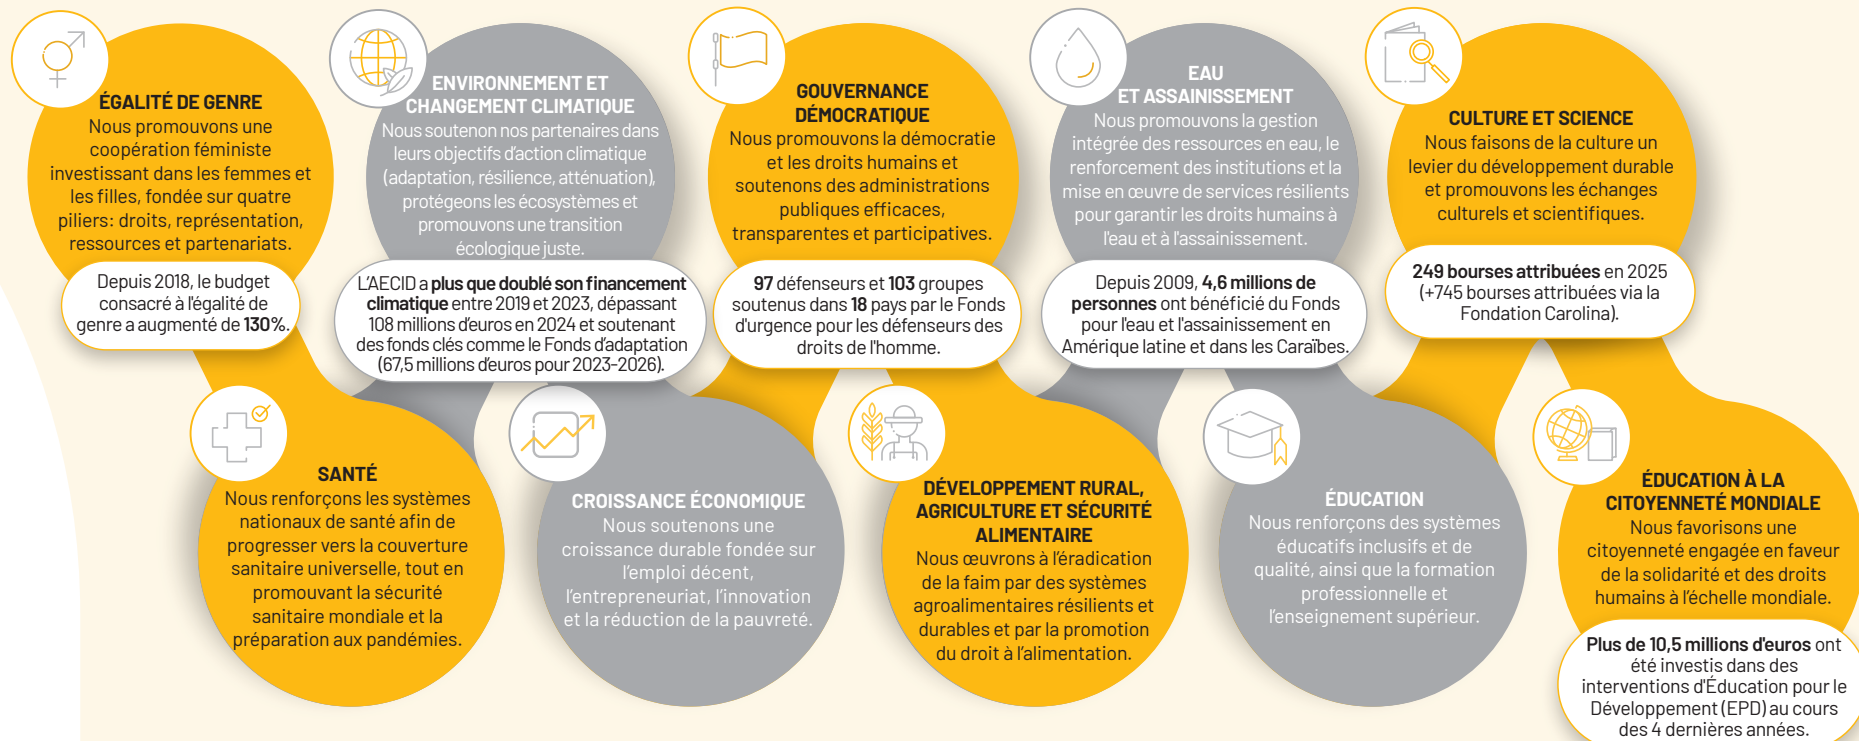 ÉGALITÉ DE GENRE
Nous promouvons une
coopération féministe
investissant dans les femmes et
les filles, fondée sur quatre
piliers: droits, représentation,
ressources et partenariats.
Depuis 2018, le budget
consacré à l'égalité de
genre a augmenté de 130%.
ENVIRONNEMENT ET
CHANGEMENT CLIMATIQUE
Nous soutenon nos partenaires dans
leurs objectifs d'action climatique
(adaptation, résilience, atténuation),
protégeons les écosystèmes et
promouvons une transition
écologique juste.
L'AECID a plus que doublé son financement
climatique entre 2019 et 2023, dépassant
108 millions d'euros en 2024 et soutenant
des fonds clés comme le Fonds d'adaptation
(67,5 millions d'euros pour 2023-2026).
GOUVERNANCE
DÉMOCRATIQUE
Nous promouvons la démocratie
et les droits humains et
soutenons des administrations
publiques efficaces,
transparentes et participatives.
97 défenseurs et 103 groupes
soutenus dans 18 pays par le Fonds
d'urgence pour les défenseurs des
droits de l'homme.
EAU
ET ASSAINISSEMENT
Nous promouvons la gestion
intégrée des ressources en eau, le
renforcement des institutions et la
mise en œuvre de services résilients
pour garantir les droits humains à
l'eau et à l'assainissement.
Depuis 2009, 4,6 millions de
personnes ont bénéficié du Fonds
pour l'eau et l'assainissement en
Amérique latine et dans les Caraïbes.
CULTURE ET SCIENCE
Nous faisons de la culture un
levier du développement durable
et promouvons les échanges
culturels et scientifiques.
249 bourses attribuées en 2025
(+745 bourses attribuées via la
Fondation Carolina).
SANTÉ
Nous renforçons les systèmes
nationaux de santé afin de
progresser vers la couverture
sanitaire universelle, tout en
promouvant la sécurité
sanitaire mondiale et la
préparation aux pandémies.
CROISSANCE ÉCONOMIQUE
Nous soutenons une
croissance durable fondée sur
l'emploi décent,
l'entrepreneuriat, l'innovation
et la réduction de la pauvreté.
DÉVELOPPEMENT RURAL,
AGRICULTURE ET SÉCURITÉ
ALIMENTAIRE
Nous œuvrons à l'éradication
de la faim par des systèmes
agroalimentaires résilients et
durables et par la promotion
du droit à l'alimentation.
ÉDUCATION
Nous renforçons des systèmes
éducatifs inclusifs et de
qualité, ainsi que la formation
professionnelle et
l'enseignement supérieur.
ÉDUCATION À LA
CITOYENNETÉ MONDIALE
Nous favorisons une
citoyenneté engagée en faveur
de la solidarité et des droits
humains à l'échelle mondiale.
Plus de 10,5 millions d'euros ont
été investis dans des
interventions d'Éducation pour le
Développement (EPD) au cours
des 4 dernières années.